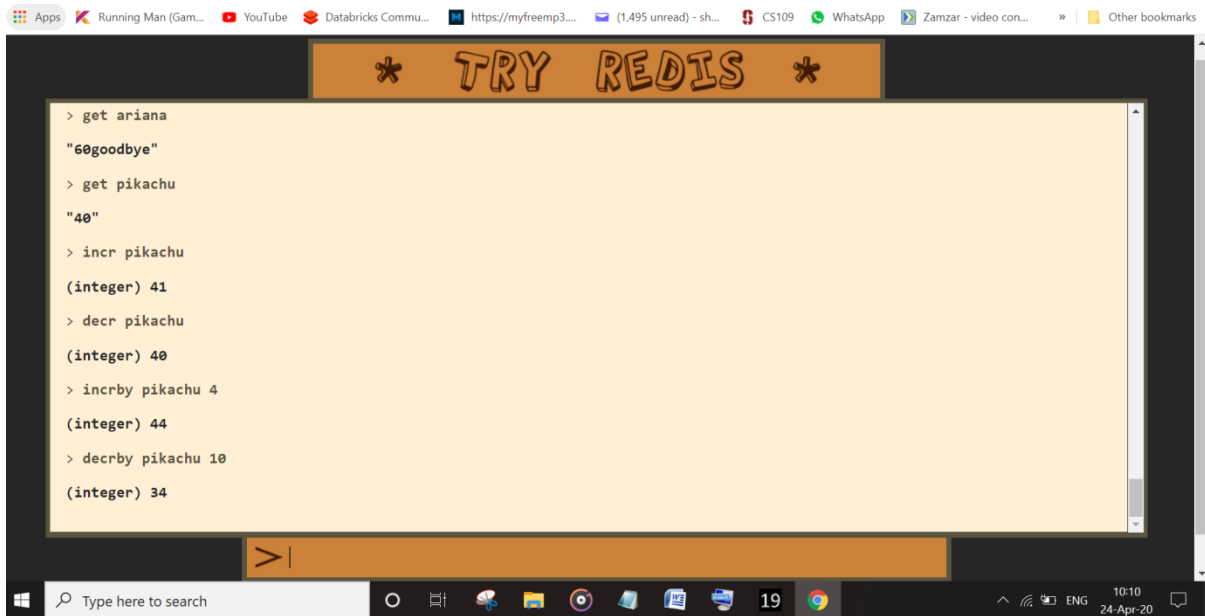 Apps Running Man (Gam... YouTube Databricks Commu... https://myfreemp3.... (1,495 unread) - sh... CS109 WhatsApp Zamzar - video con... » Other bookmarks
* TRY REDIS *
> get ariana
"60goodbye"
> get pikachu
"40"
> incr pikachu
(integer) 41
> decr pikachu
(integer) 40
> incrby pikachu 4
(integer) 44
> decrby pikachu 10
(integer) 34
>
Type here to search 19 ENG 10:10
24-Apr-20